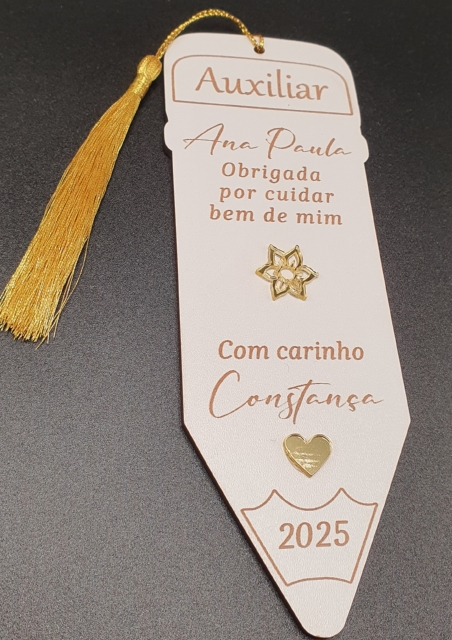 Auxiliar
Ana Paula
Obrigada
por cuidar
bem de mim
Com carinho
Constança
2025